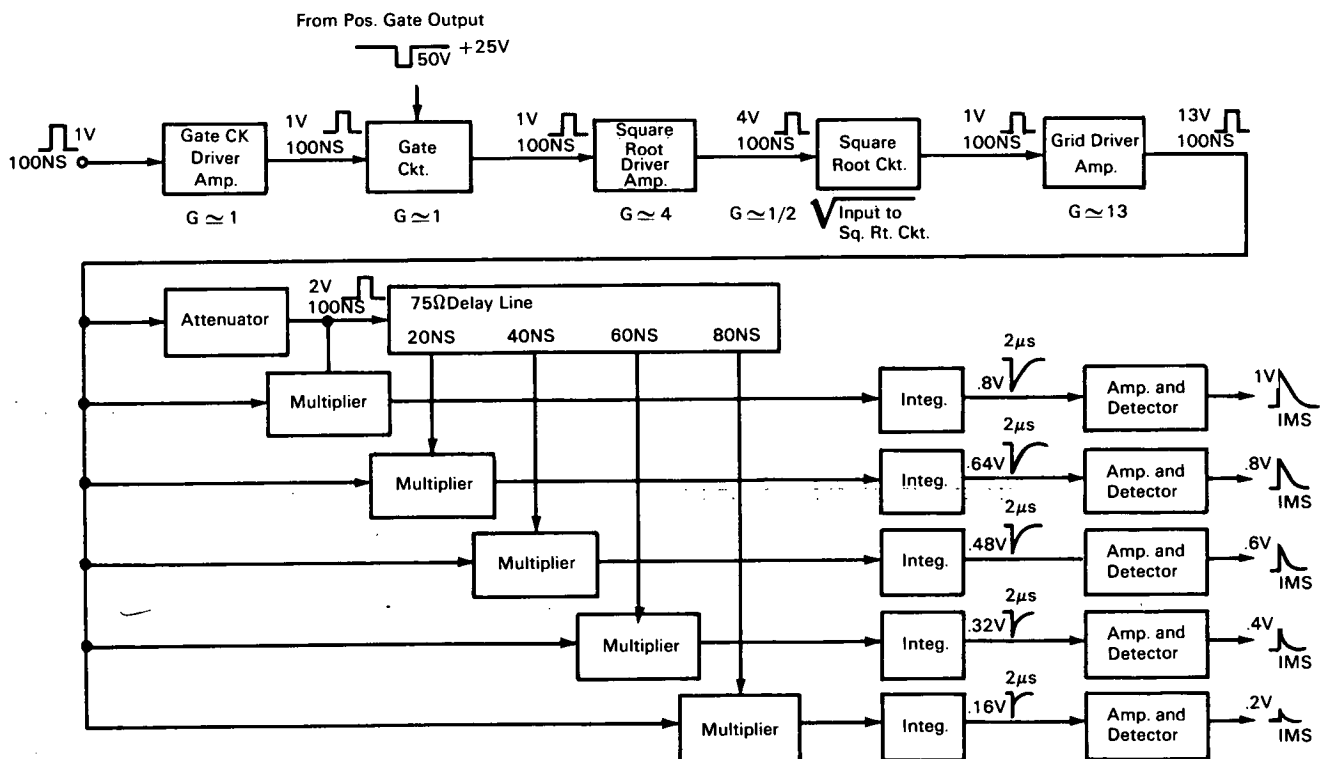 From Pos. Gate Output
50V +25V
1V
100NS
Gate CK
Driver
Amp.
G ≃ 1
1V
100NS
Gate
Ckt.
G ≃ 1
1V
100NS
Square
Root
Driver
Amp.
G ≃ 4
4V
100NS
Square
Root Ckt.
G ≃ 1/2 √Input to
Sq. Rt. Ckt.
1V
100NS
Grid Driver
Amp.
G ≃ 13
13V
100NS
Attenuator
2V
100NS
75Ω Delay Line
20NS 40NS 60NS 80NS
Multiplier
Integ.
2μs
.8V
Amp. and
Detector
1V
IMS
Multiplier
Integ.
2μs
.64V
Amp. and
Detector
.8V
IMS
Multiplier
Integ.
2μs
.48V
Amp. and
Detector
.6V
IMS
Multiplier
Integ.
2μs
.32V
Amp. and
Detector
.4V
IMS
Multiplier
Integ.
2μs
.16V
Amp. and
Detector
.2V
IMS